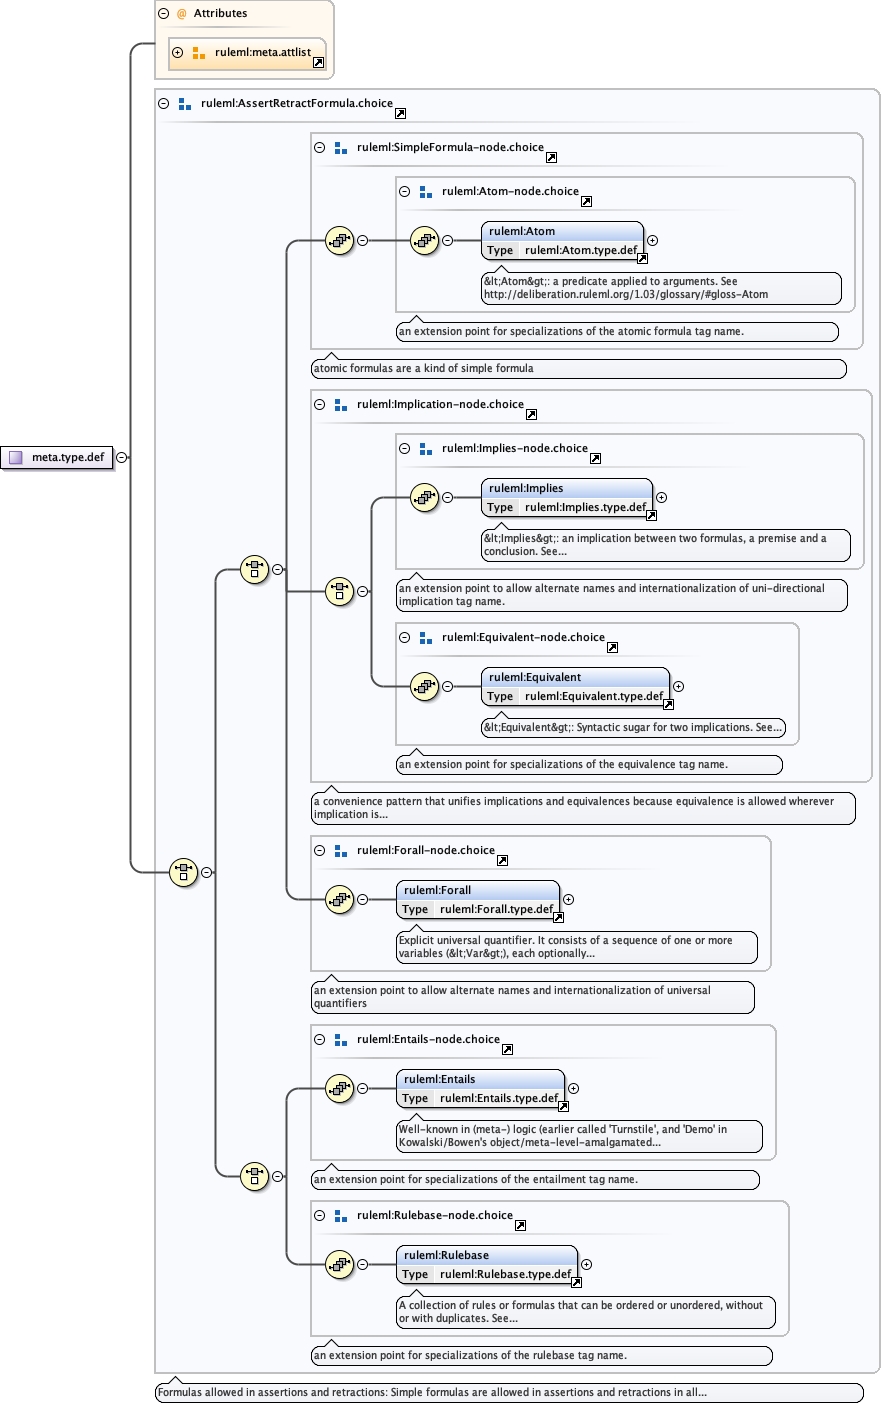 @ Attributes
ruleml:meta.attlist
ruleml:AssertRetractFormula.choice
ruleml:SimpleFormula-node.choice
ruleml:Atom-node.choice
ruleml:Atom
Type ruleml:Atom.type.def
&lt;Atom&gt;: a predicate applied to arguments. See
http://deliberation.ruleml.org/1.03/glossary/#gloss-Atom
an extension point for specializations of the atomic formula tag name.
atomic formulas are a kind of simple formula
ruleml:Implication-node.choice
ruleml:Implies-node.choice
meta.type.def
ruleml:Implies
Type ruleml:Implies.type.def
&lt;Implies&gt;: an implication between two formulas, a premise and a
conclusion. See...
an extension point to allow alternate names and internationalization of uni-directional
implication tag name.
ruleml:Equivalent-node.choice
ruleml:Equivalent
Type ruleml:Equivalent.type.def
&lt;Equivalent&gt;: Syntactic sugar for two implications. See...
an extension point for specializations of the equivalence tag name.
a convenience pattern that unifies implications and equivalences because equivalence is allowed wherever
implication is...
ruleml:Forall-node.choice
ruleml:Forall
Type ruleml:Forall.type.def
Explicit universal quantifier. It consists of a sequence of one or more
variables (&lt;Var&gt;), each optionally...
an extension point to allow alternate names and internationalization of universal
quantifiers
ruleml:Entails-node.choice
ruleml:Entails
Type ruleml:Entails.type.def
Well-known in (meta-) logic (earlier called 'Turnstile', and 'Demo' in
Kowalski/Bowen's object/meta-level-amalgamated...
an extension point for specializations of the entailment tag name.
ruleml:Rulebase-node.choice
ruleml:Rulebase
Type ruleml:Rulebase.type.def
A collection of rules or formulas that can be ordered or unordered, without
or with duplicates. See...
an extension point for specializations of the rulebase tag name.
Formulas allowed in assertions and retractions: Simple formulas are allowed in assertions and retractions in all...